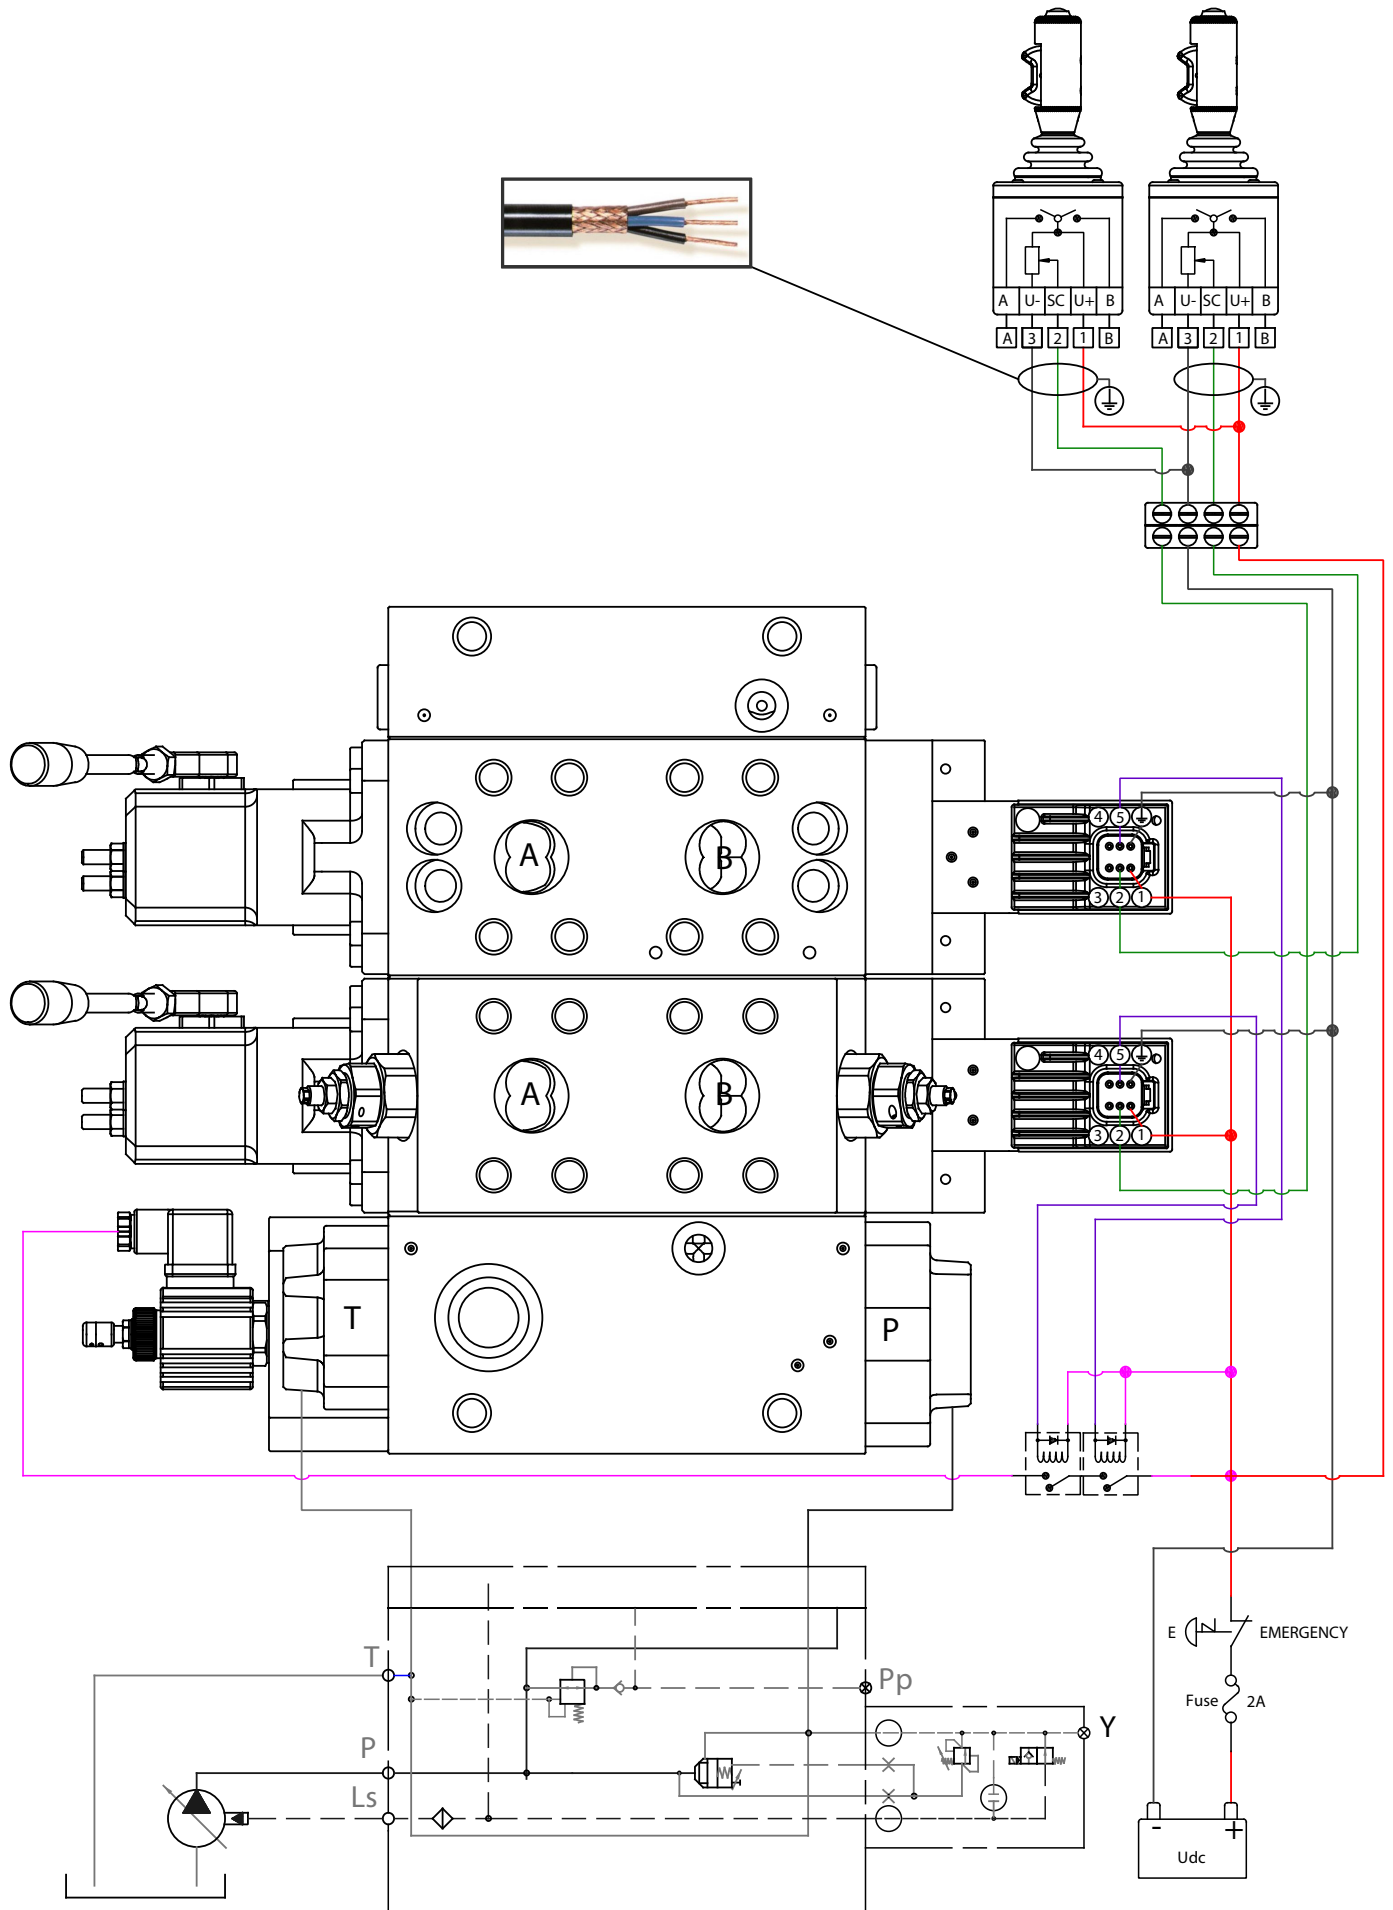 A U- SC U+ B A U- SC U+ B
A 3 2 1 B A 3 2 1 B
4 5
A B
3 2 1
4 5
A B
3 2 1
T P
E EMERGENCY
T
Pp
Fuse 2A
Y
P
Ls
- +
Udc